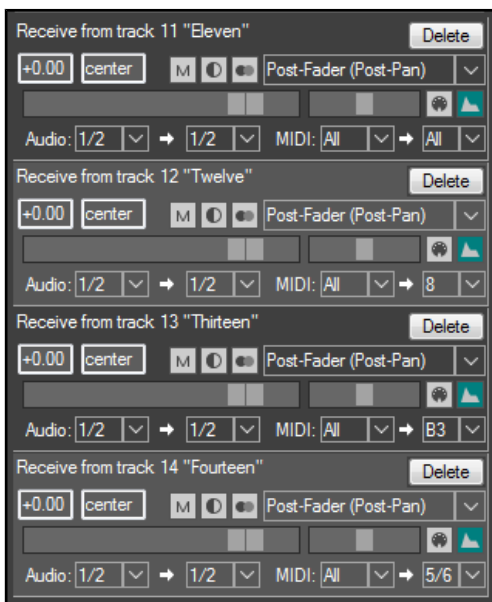 Receive from track 11 "Eleven" Delete
+0.00 center M Post-Fader (Post-Pan)
Audio: 1/2 → 1/2 MIDI: All → All
Receive from track 12 "Twelve" Delete
+0.00 center M Post-Fader (Post-Pan)
Audio: 1/2 → 1/2 MIDI: All → 8
Receive from track 13 "Thirteen" Delete
+0.00 center M Post-Fader (Post-Pan)
Audio: 1/2 → 1/2 MIDI: All → B3
Receive from track 14 "Fourteen" Delete
+0.00 center M Post-Fader (Post-Pan)
Audio: 1/2 → 1/2 MIDI: All → 5/6